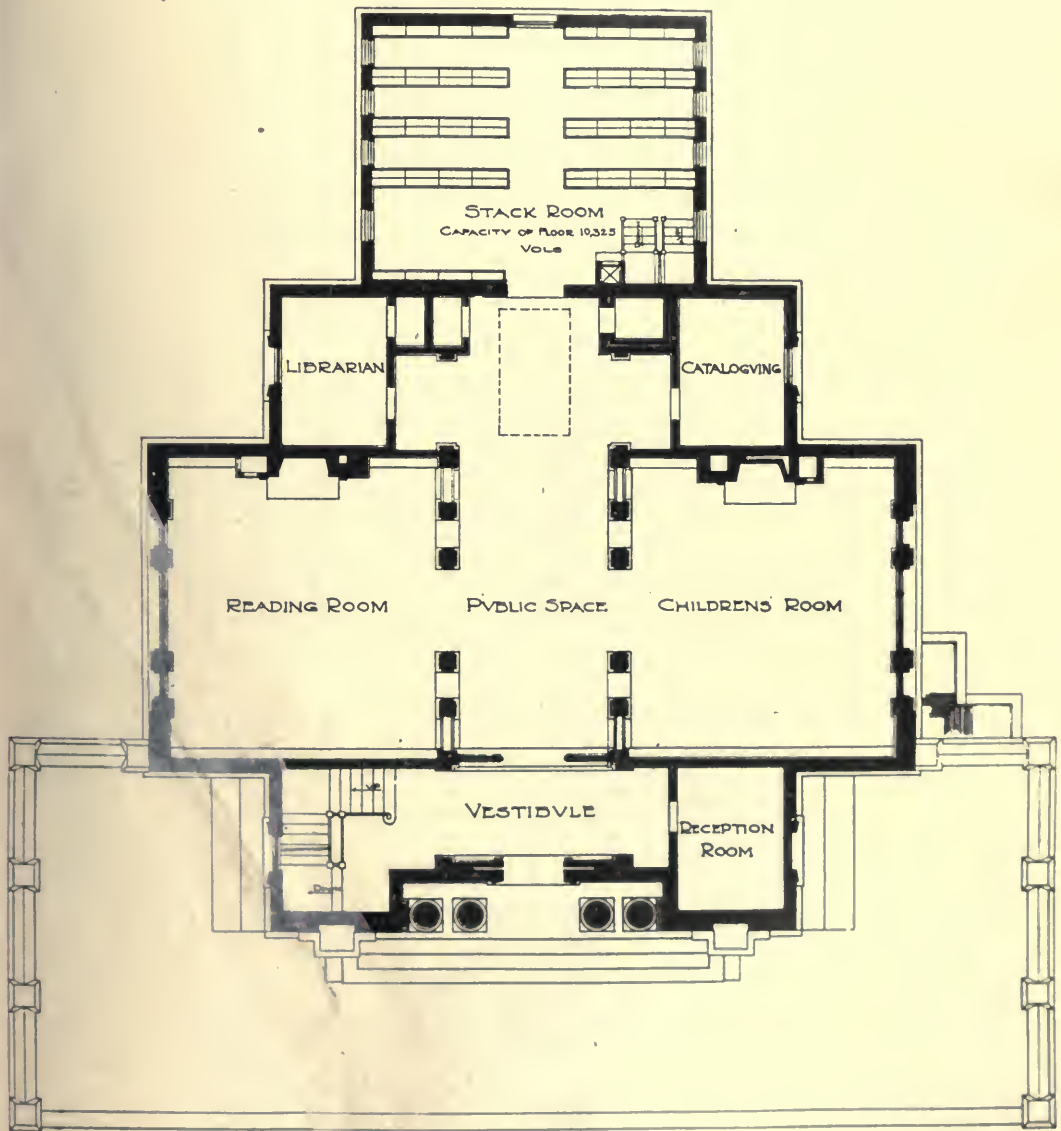 STACK ROOM
CAPACITY OF FLOOR 10,325
VOLS
LIBRARIAN
CATALOGVING
READING ROOM
PVBLIC SPACE
CHILDRENS' ROOM
UP
VESTIBVLE
RECEPTION
ROOM